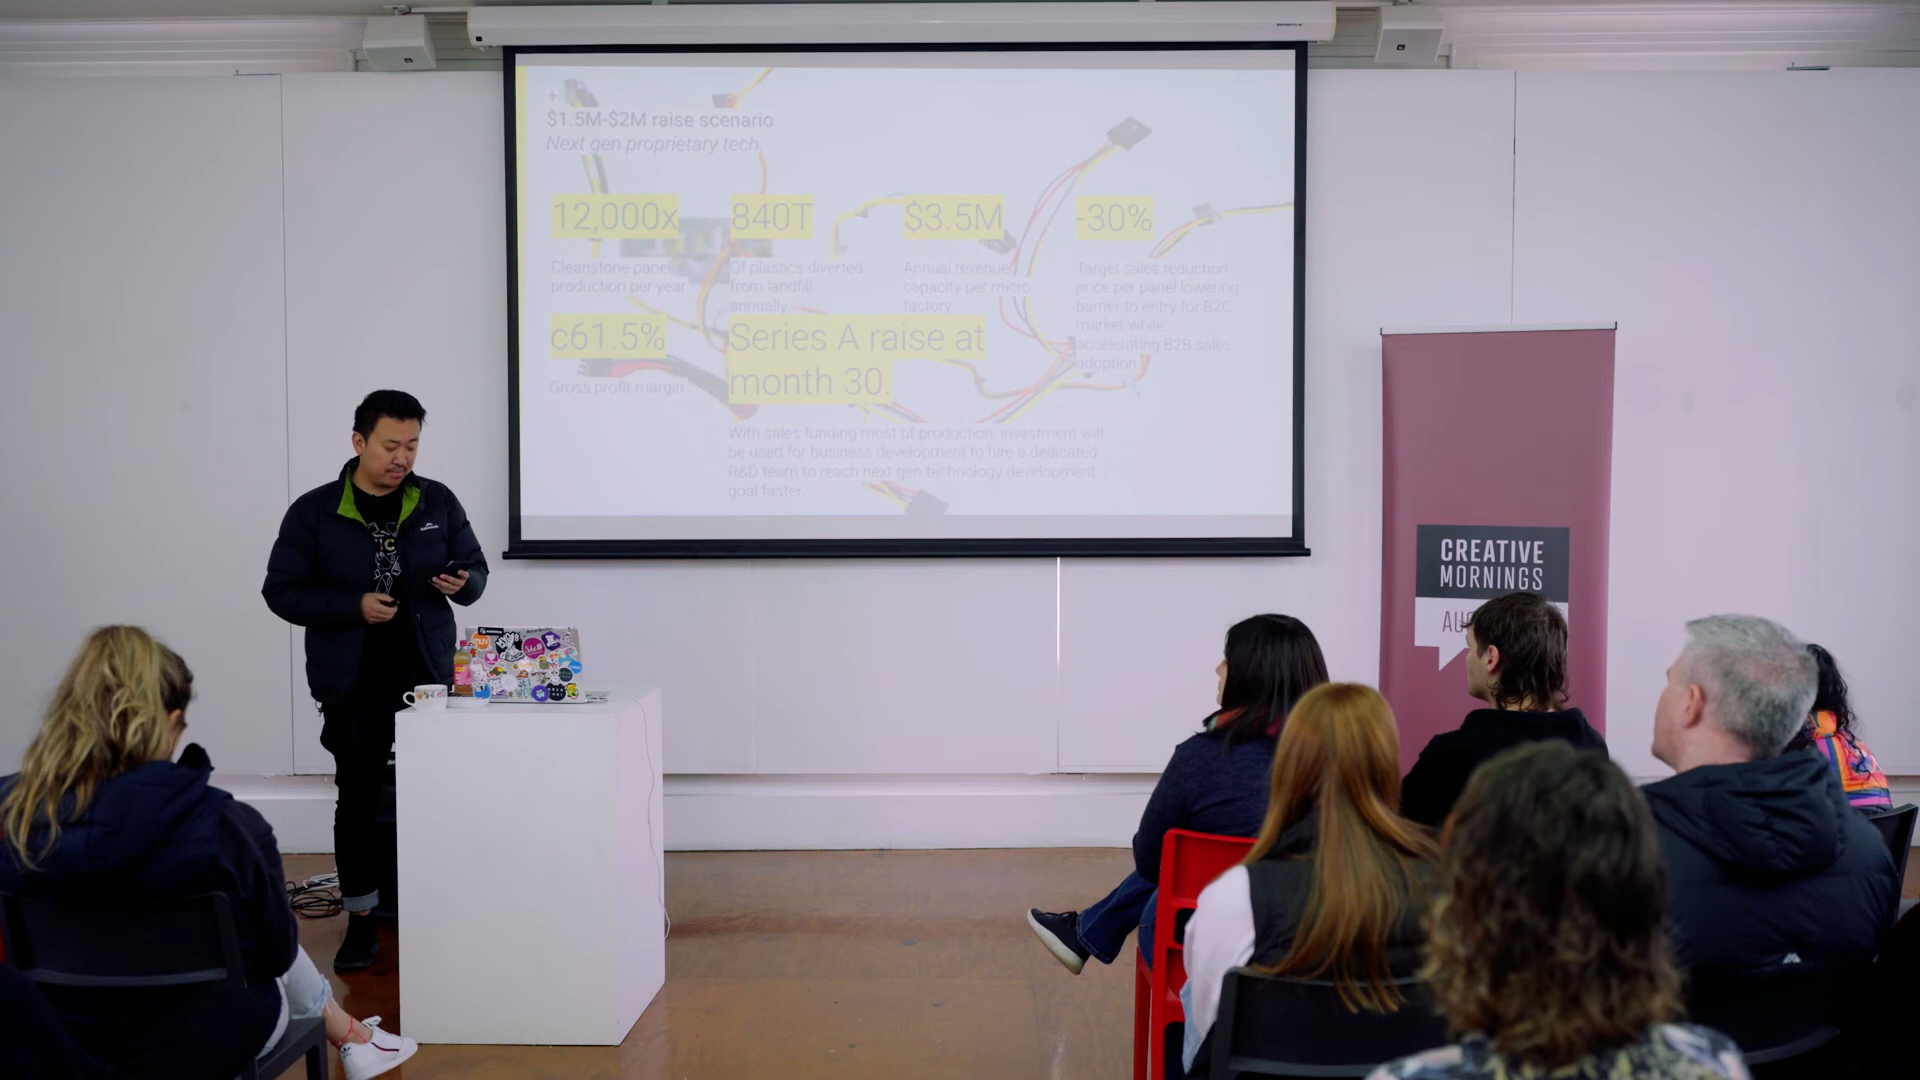 +
$1.5M-$2M raise scenario
Next gen proprietary tech
12,000x
Cleanstone panel
production per year
840T
Of plastics diverted
from landfill
annually
$3.5M
Annual revenue
capacity per micro
factory
-30%
Target sales reduction
price per panel lowering
barrier to entry for B2C
market while
accelerating B2B sales
adoption
c61.5%
Gross profit margin
Series A raise at
month 30.
With sales funding most of production, investment will
be used for business development to hire a dedicated
R&D team to reach next gen technology development
goal faster.
CREATIVE
MORNINGS